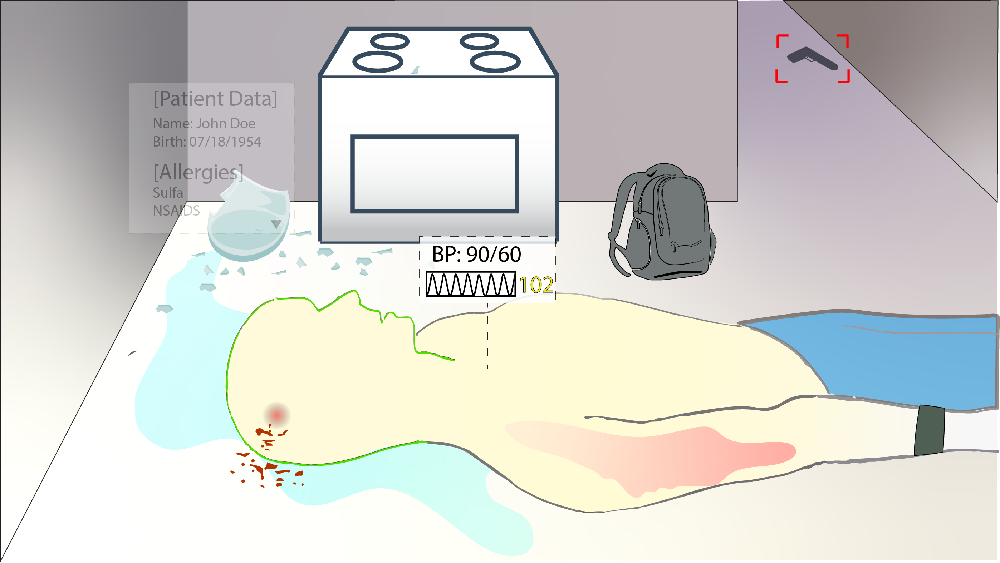 [Patient Data]
Name: John Doe
Birth: 07/18/1954
[Allergies]
Sulfa
NSAIDS
BP: 90/60
102